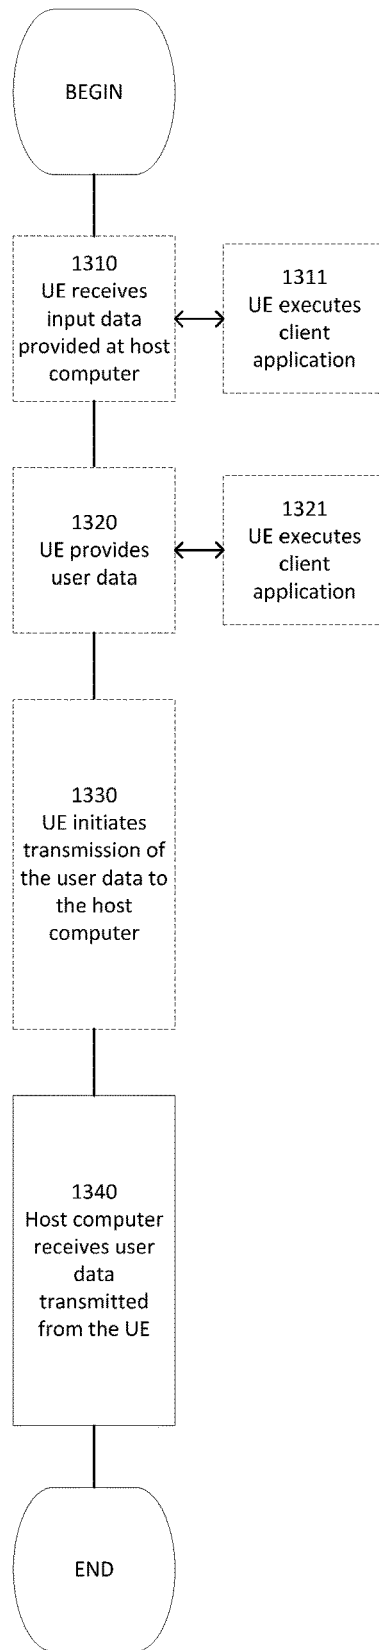 BEGIN
1310
UE receives
input data
provided at host
computer
1311
UE executes
client
application
1320
UE provides
user data
1321
UE executes
client
application
1330
UE initiates
transmission of
the user data to
the host
computer
1340
Host computer
receives user
data
transmitted
from the UE
END